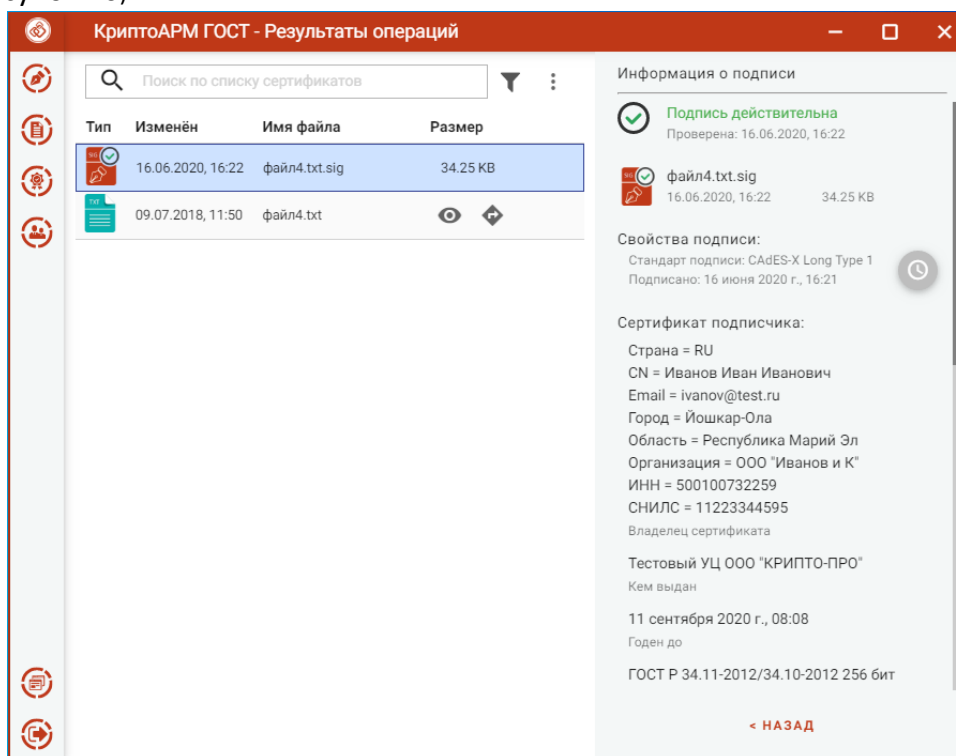 КриптоАРМ ГОСТ - Результаты операций
Поиск по списку сертификатов
Тип Изменён Имя файла Размер
SIG 16.06.2020, 16:22 файл4.txt.sig 34.25 KB
TXT 09.07.2018, 11:50 файл4.txt
Информация о подписи
Подпись действительна
Проверена: 16.06.2020, 16:22
SIG файл4.txt.sig
16.06.2020, 16:22 34.25 KB
Свойства подписи:
Стандарт подписи: CAdES-X Long Type 1
Подписано: 16 июня 2020 г., 16:21
Сертификат подписчика:
Страна = RU
CN = Иванов Иван Иванович
Email = ivanov@test.ru
Город = Йошкар-Ола
Область = Республика Марий Эл
Организация = ООО "Иванов и К"
ИНН = 500100732259
СНИЛС = 11223344595
Владелец сертификата
Тестовый УЦ ООО "КРИПТО-ПРО"
Кем выдан
11 сентября 2020 г., 08:08
Годен до
ГОСТ Р 34.11-2012/34.10-2012 256 бит
< НАЗАД